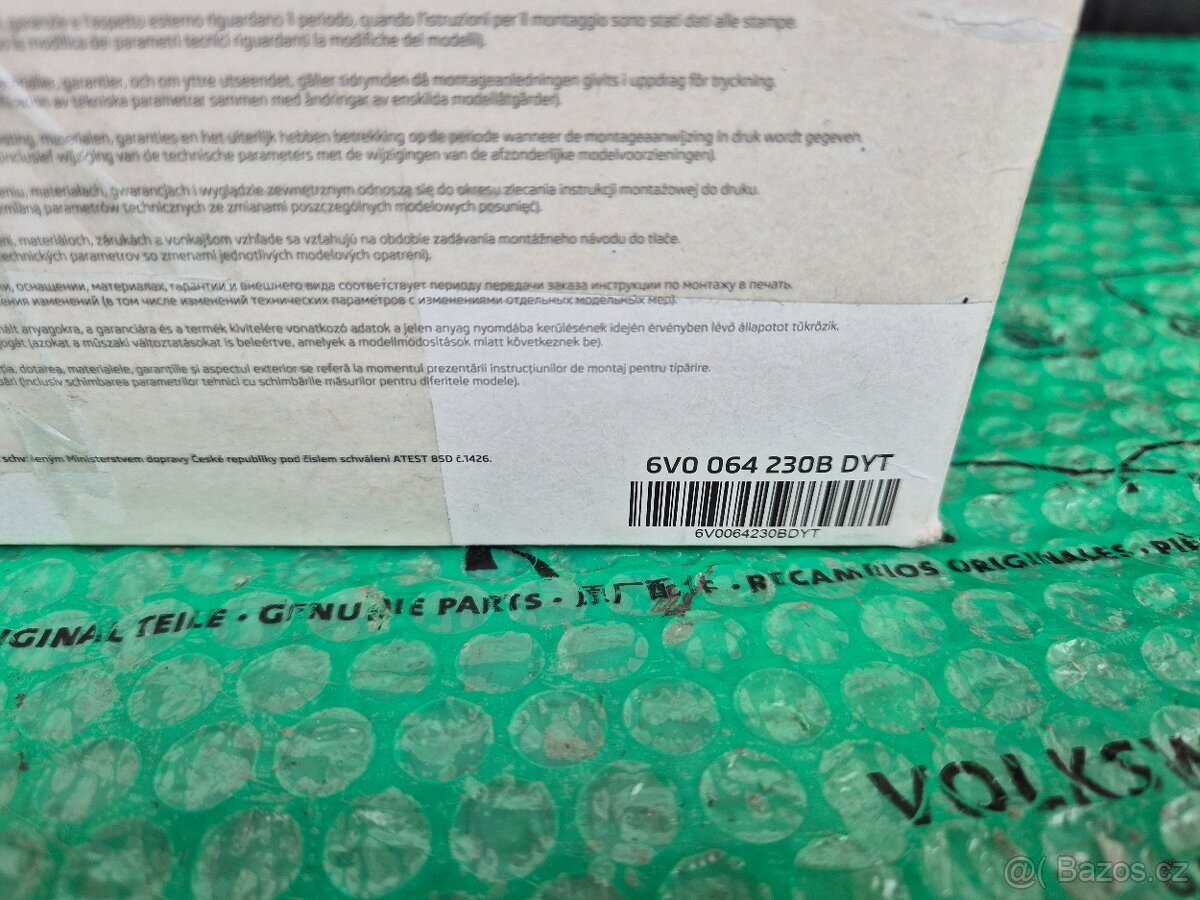 garanzie e l'aspetto esterno riguardano il periodo, quando l'istruzioni per il montaggio sono stati dati alle stampe
la modifica dei parametri tecnici riguardanti la modifiche dei modelli).
garantier, och om yttre utseendet, gäller tidrymden då montageanledningen givits i uppdrag för tryckning.
av tekniska parametrar sammen med ändringar av enskilda modellåtgärder).
materialen, garanties en het uiterlijk hebben betrekking op de periode wanneer de montageaanwijzing in druk wordt gegeven,
(inclusief wijziging van de technische parameters met de wijzigingen van de afzonderlijke modelvoorzieningen).
materiałach, gwarancjach i wyglądzie zewnętrznym odnoszą się do okresu zlecania instrukcji montażowej do druku.
zmianą parametrów technicznych ze zmianami poszczególnych modelowych posunięć).
materiáloch, zárukách a vonkajšom vzhľade sa vzťahujú na obdobie zadávania montážneho návodu do tlače.
technických parametrov so zmenami jednotlivých modelových opatrení).
оснащении, материалах, гарантии и внешнего вида соответствует периоду передачи заказа инструкции по монтажу в печать.
изменений (в том числе изменений технических параметров с изменениями отдельных модельных мер).
anyagokra, a garanciára és a termék kivitelére vonatkozó adatok a jelen anyag nyomdába kerülésének idején érvényben lévő állapotot tükrözik.
jogát (azokat a műszaki változtatásokat is beleértve, amelyek a modellmódosítások miatt következnek be).
dotarea, materialele, garanțiile și aspectul exterior se referă la momentul prezentării instrucțiunilor de montaj pentru tipărire.
(inclusiv schimbarea parametrilor tehnici cu schimbările măsurilor pentru diferitele modele).
schváleným Ministerstvem dopravy České republiky pod číslem schválení ATEST 8SD č.1426.
6V0 064 230B DYT
6V0064230BDYT
ORIGINAL TEILE • GENUINE PARTS • 原厂配件 • RECAMBIOS ORIGINALES • PIÈ
VOLKSW
@( Bazos.cz